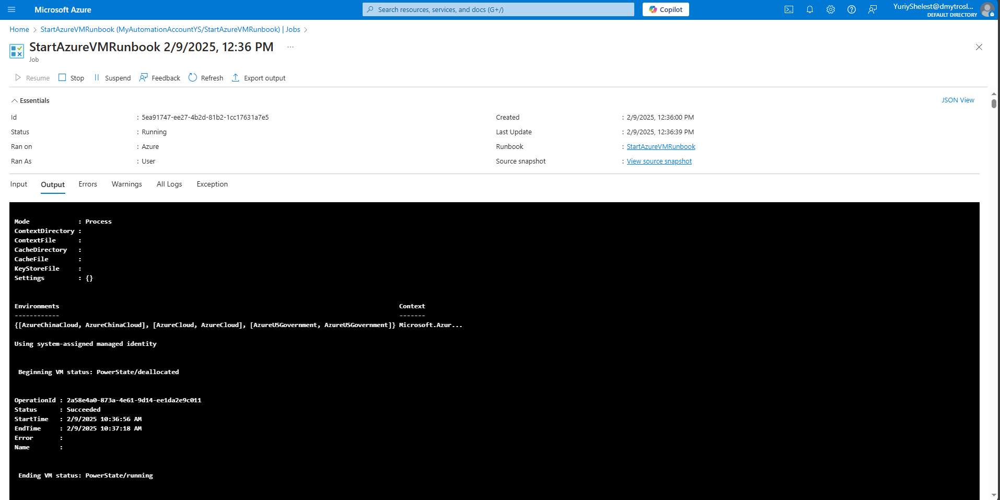 Microsoft Azure
Search resources, services, and docs (G+/)
Copilot
YuriyShelest@dmytrosl...
DEFAULT DIRECTORY
Home > StartAzureVMRunbook (MyAutomationAccountYS/StartAzureVMRunbook) | Jobs >
StartAzureVMRunbook 2/9/2025, 12:36 PM ...
Job
Resume Stop Suspend Feedback Refresh Export output
Essentials
JSON View
Id : 5ea91747-ee27-4b2d-81b2-1cc17631a7e5
Created : 2/9/2025, 12:36:00 PM
Status : Running
Last Update : 2/9/2025, 12:36:39 PM
Ran on : Azure
Runbook : StartAzureVMRunbook
Ran As : User
Source snapshot : View source snapshot
Input Output Errors Warnings All Logs Exception
Mode : Process
ContextDirectory :
ContextFile :
CacheDirectory :
CacheFile :
KeyStoreFile :
Settings : {}
Environments Context
------------ -------
{[AzureChinaCloud, AzureChinaCloud], [AzureCloud, AzureCloud], [AzureUSGovernment, AzureUSGovernment]} Microsoft.Azur...
Using system-assigned managed identity
Beginning VM status: PowerState/deallocated
OperationId : 2a58e4a0-873a-4e61-9d14-ee1da2e9c011
Status : Succeeded
StartTime : 2/9/2025 10:36:56 AM
EndTime : 2/9/2025 10:37:18 AM
Error :
Name :
Ending VM status: PowerState/running